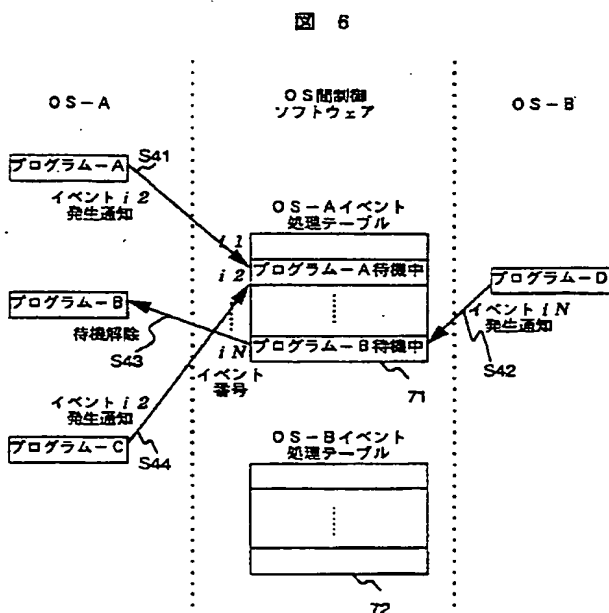 図 6
OS－A
OS間制御
ソフトウェア
OS－B
プログラム－A
S41
イベント i2
発生通知
OS－Aイベント
処理テーブル
i1
i2
プログラム－A待機中
プログラム－D
プログラム－B
イベント iN
発生通知
待機解除
iN
プログラム－B待機中
S43
イベント
番号
S42
71
イベント i2
発生通知
プログラム－C
S44
OS－Bイベント
処理テーブル
72